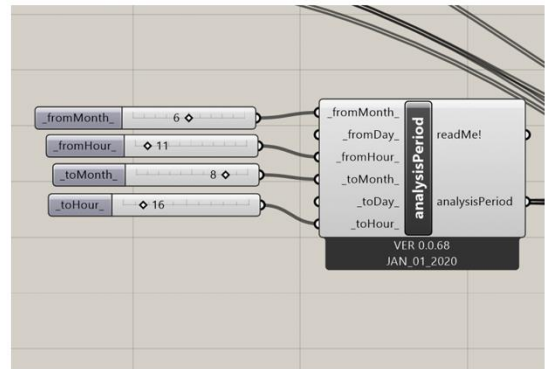 _fromMonth_ 6
_fromHour_ 11
_toMonth_ 8
_toHour_ 16
_fromMonth_
_fromDay_
_fromHour_
_toMonth_
_toDay_
_toHour_
analysisPeriod
readMe!
analysisPeriod
VER 0.0.68
JAN_01_2020